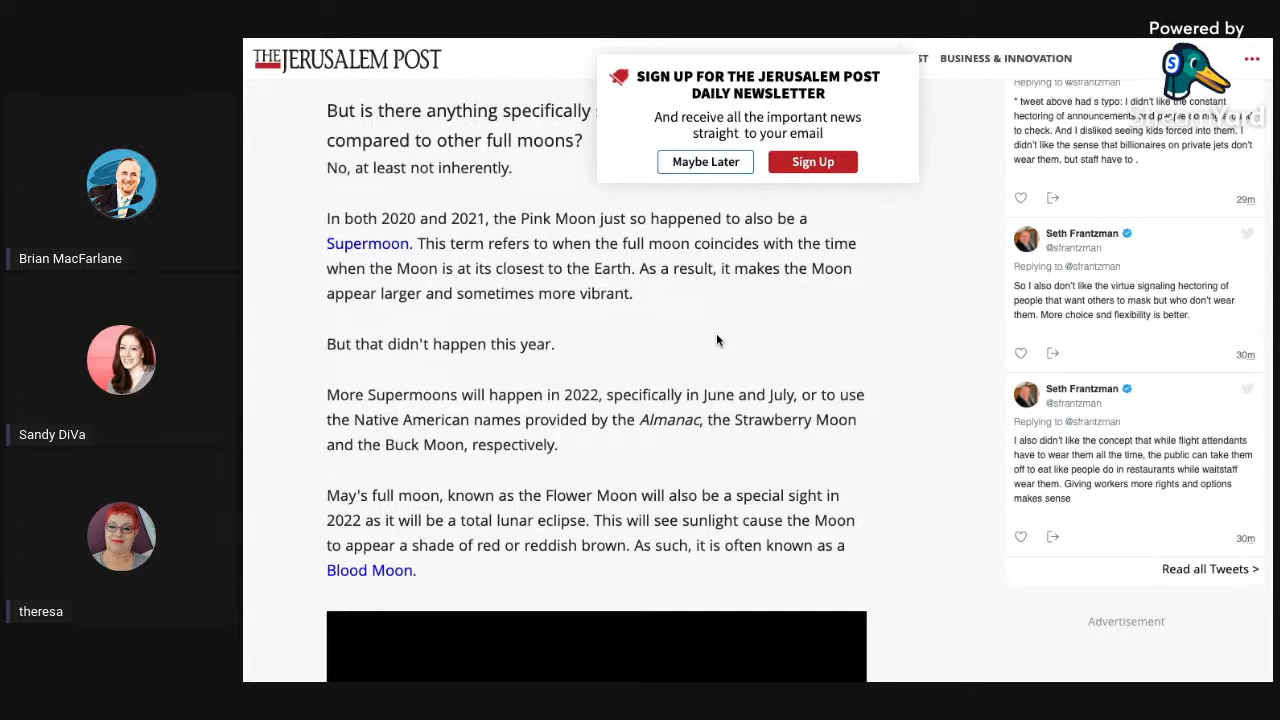 Powered by
StreamYard
Brian MacFarlane
Sandy DiVa
theresa
THE JERUSALEM POST
ST BUSINESS & INNOVATION
SIGN UP FOR THE JERUSALEM POST
DAILY NEWSLETTER
And receive all the important news
straight to your email
Maybe Later Sign Up
But is there anything specifically
compared to other full moons?
No, at least not inherently.
In both 2020 and 2021, the Pink Moon just so happened to also be a
Supermoon. This term refers to when the full moon coincides with the time
when the Moon is at its closest to the Earth. As a result, it makes the Moon
appear larger and sometimes more vibrant.
But that didn't happen this year.
More Supermoons will happen in 2022, specifically in June and July, or to use
the Native American names provided by the Almanac, the Strawberry Moon
and the Buck Moon, respectively.
May's full moon, known as the Flower Moon will also be a special sight in
2022 as it will be a total lunar eclipse. This will see sunlight cause the Moon
to appear a shade of red or reddish brown. As such, it is often known as a
Blood Moon.
Replying to @sfrantzman
* tweet above had s typo: I didn't like the constant
hectoring of announcements and people
to check. And I disliked seeing kids forced into them. I
didn't like the sense that billionaires on private jets don't
wear them, but staff have to .
29m
Seth Frantzman
@sfrantzman
Replying to @sfrantzman
So I also don't like the virtue signaling hectoring of
people that want others to mask but who don't wear
them. More choice snd flexibility is better.
30m
Seth Frantzman
@sfrantzman
Replying to @sfrantzman
I also didn't like the concept that while flight attendants
have to wear them all the time, the public can take them
off to eat like people do in restaurants while waitstaff
wear them. Giving workers more rights and options
makes sense
30m
Read all Tweets >
Advertisement